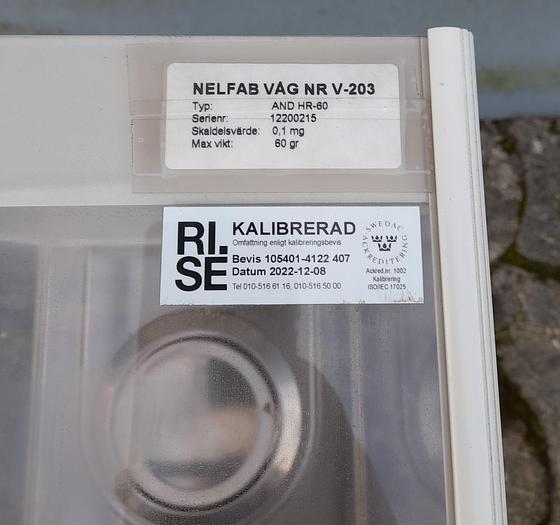 NELFAB VÅG NR V-203
Typ: AND HR-60
Serienr: 12200215
Skaldelsvärde: 0,1 mg
Max vikt: 60 gr
RI.
SE
KALIBRERAD
Omfattning enligt kalibreringsbevis
Bevis 105401-4122 407
Datum 2022-12-08
Tel 010-516 61 16, 010-516 50 00
SWEDAC
ACKREDITERING
Ackred.nr. 1002
Kalibrering
ISO/IEC 17025